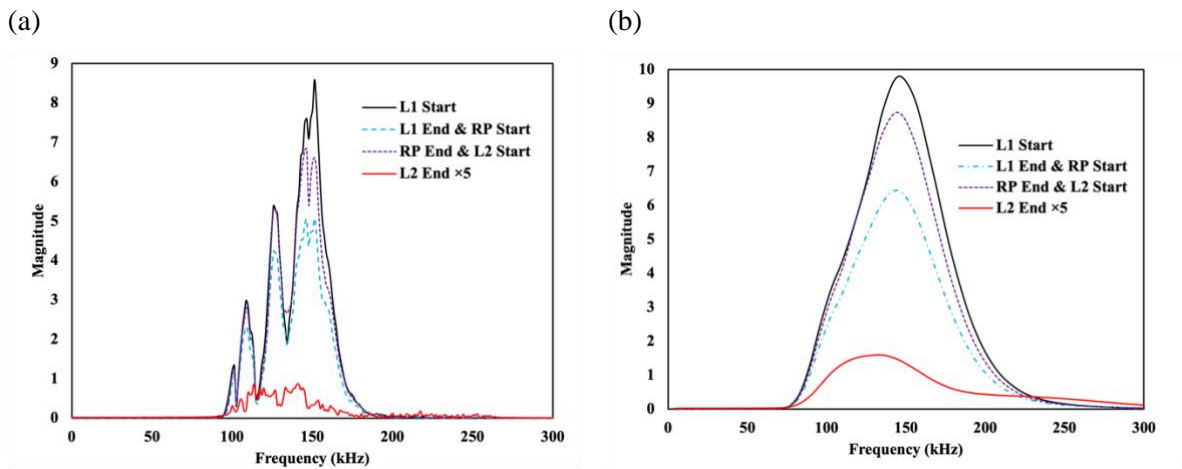 (a)
(b)
9
8
7
6
5
4
3
2
1
0
Magnitude
L1 Start
L1 End & RP Start
RP End & L2 Start
L2 End ×5
0 50 100 150 200 250 300
Frequency (kHz)
10
9
8
7
6
5
4
3
2
1
0
Magnitude
L1 Start
L1 End & RP Start
RP End & L2 Start
L2 End ×5
0 50 100 150 200 250 300
Frequency (kHz)